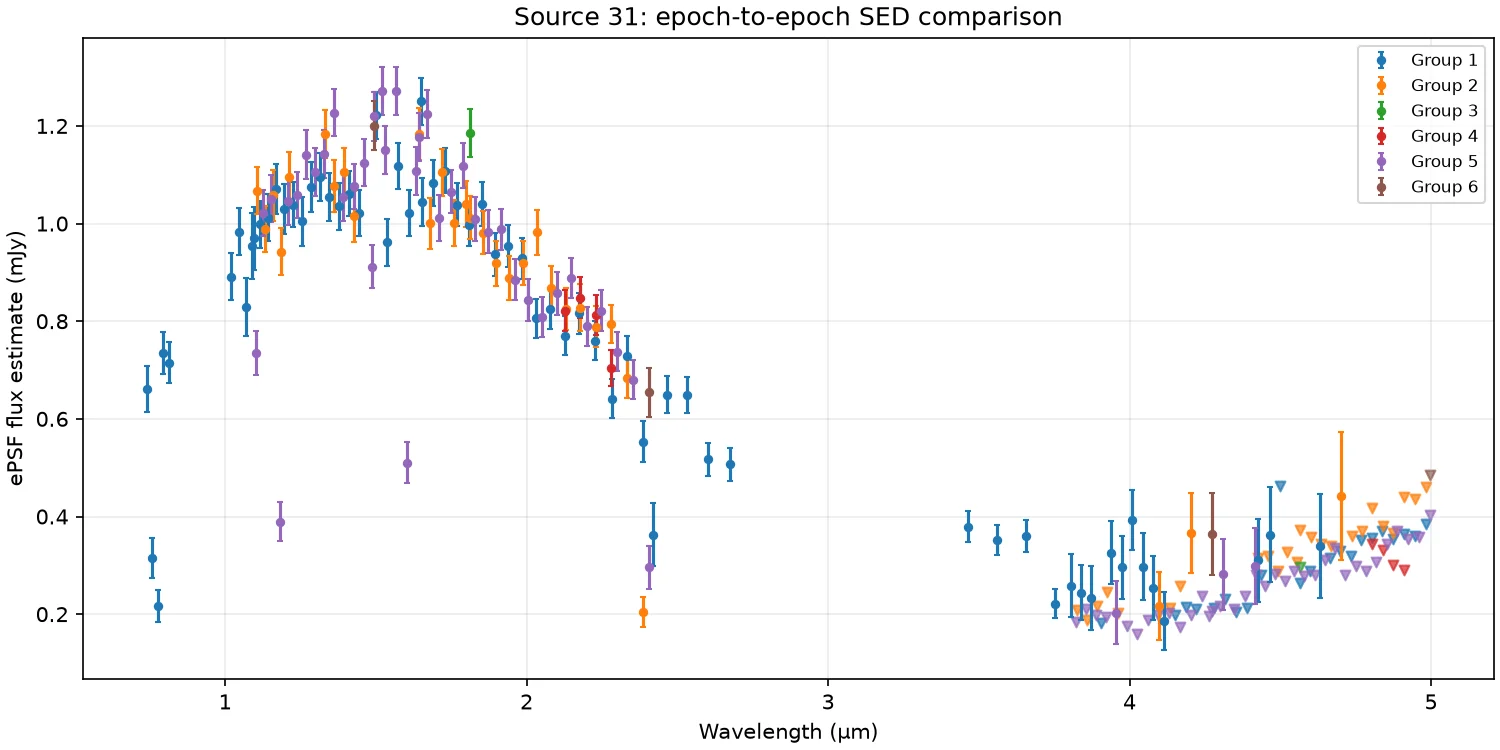 Source 31: epoch-to-epoch SED comparison
ePSF flux estimate (mJy)
1.2
1.0
0.8
0.6
0.4
0.2
Group 1
Group 2
Group 3
Group 4
Group 5
Group 6
1 2 3 4 5
Wavelength (μm)